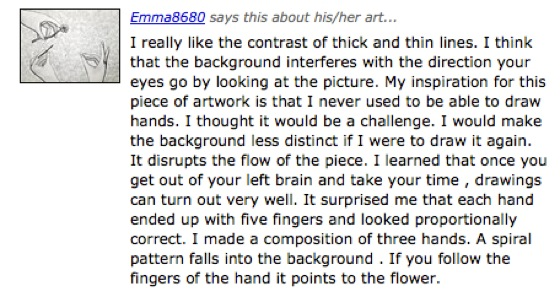 Emma8680 says this about his/her art...
I really like the contrast of thick and thin lines. I think
that the background interferes with the direction your
eyes go by looking at the picture. My inspiration for this
piece of artwork is that I never used to be able to draw
hands. I thought it would be a challenge. I would make
the background less distinct if I were to draw it again.
It disrupts the flow of the piece. I learned that once you
get out of your left brain and take your time , drawings
can turn out very well. It surprised me that each hand
ended up with five fingers and looked proportionally
correct. I made a composition of three hands. A spiral
pattern falls into the background . If you follow the
fingers of the hand it points to the flower.